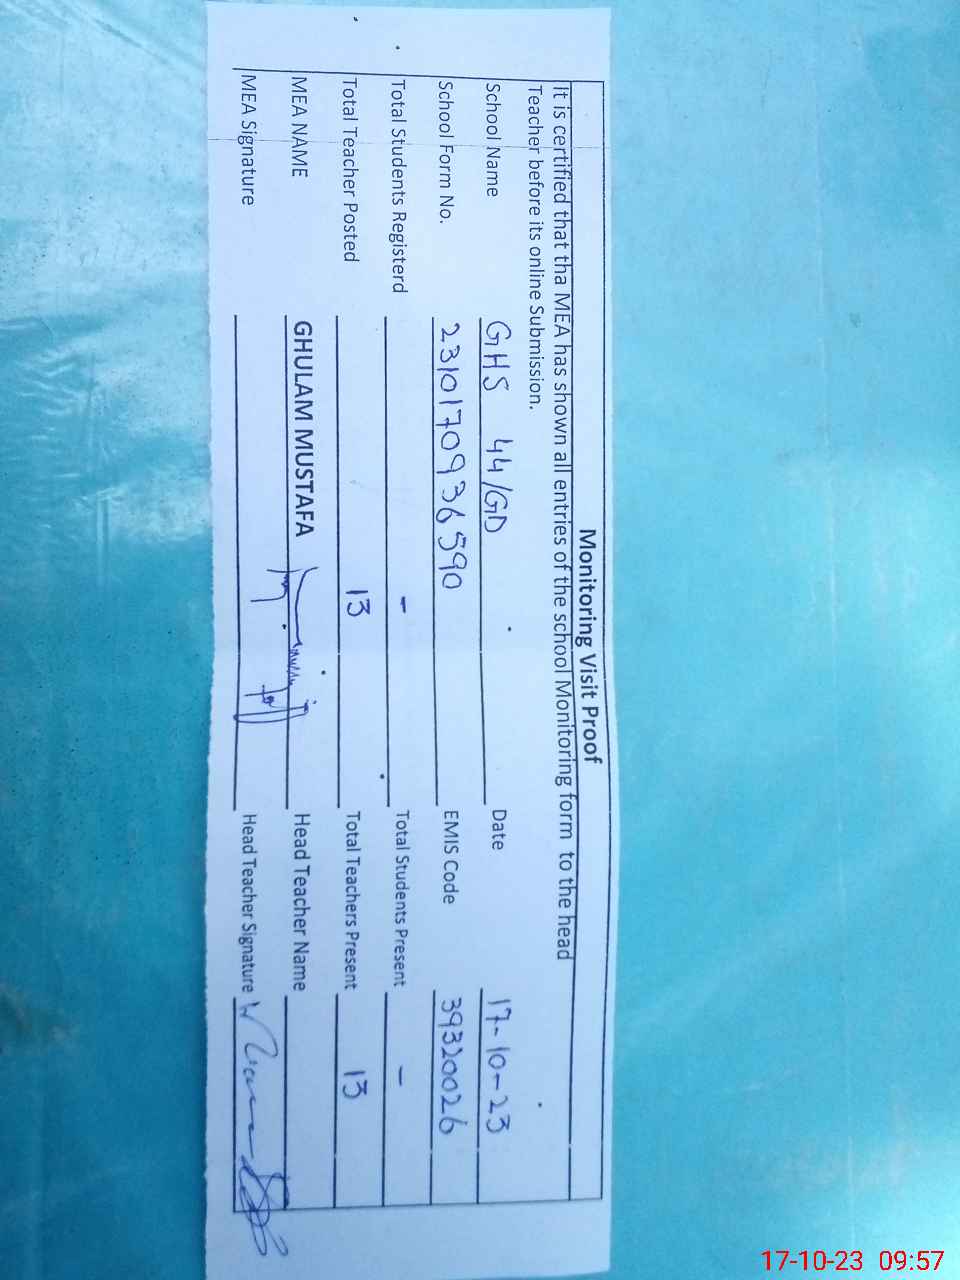 Monitoring Visit Proof
It is certified that tha MEA has shown all entries of the school Monitoring form to the head
Teacher before its online Submission.
School Name GHS 44/GD Date 17-10-23
School Form No. 2310170936590 EMIS Code 39320026
Total Students Registerd - Total Students Present -
Total Teacher Posted 13 Total Teachers Present 13
MEA NAME GHULAM MUSTAFA Head Teacher Name
MEA Signature Head Teacher Signature
17-10-23 09:57